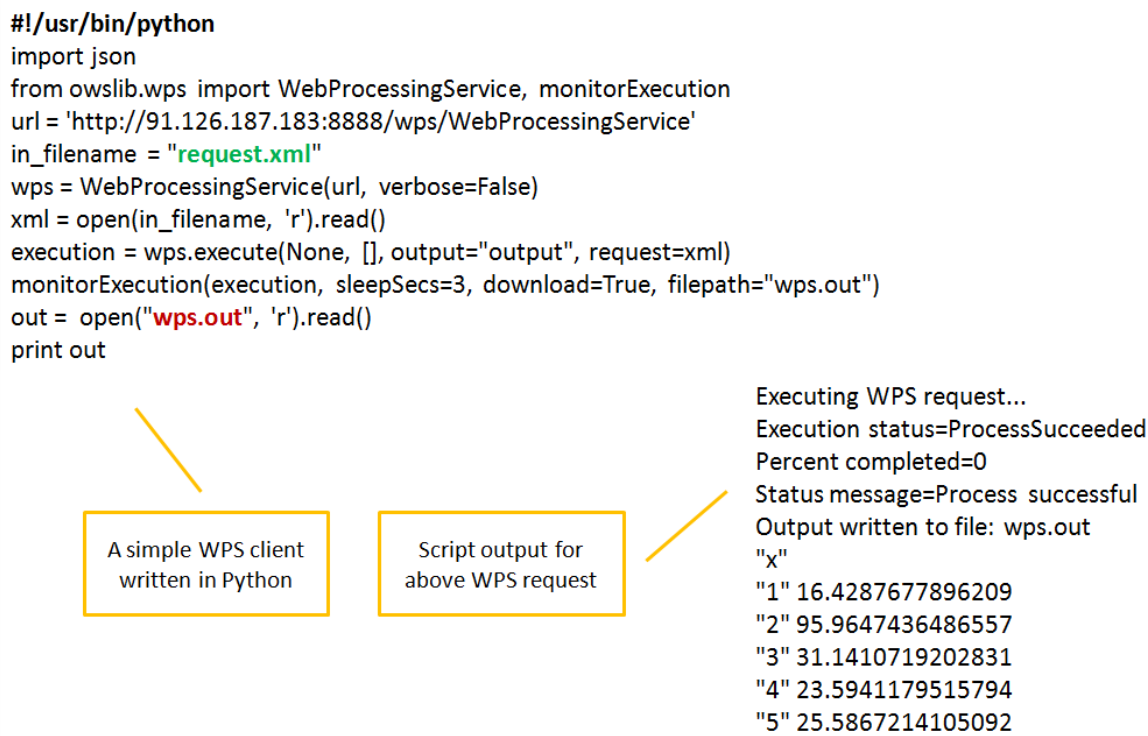 #!/usr/bin/python
import json
from owslib.wps import WebProcessingService, monitorExecution
url = 'http://91.126.187.183:8888/wps/WebProcessingService'
in_filename = "request.xml"
wps = WebProcessingService(url, verbose=False)
xml = open(in_filename, 'r').read()
execution = wps.execute(None, [], output="output", request=xml)
monitorExecution(execution, sleepSecs=3, download=True, filepath="wps.out")
out = open("wps.out", 'r').read()
print out
A simple WPS client
written in Python
Script output for
above WPS request
Executing WPS request...
Execution status=ProcessSucceeded
Percent completed=0
Status message=Process successful
Output written to file: wps.out
"x"
"1" 16.4287677896209
"2" 95.9647436486557
"3" 31.1410719202831
"4" 23.5941179515794
"5" 25.5867214105092